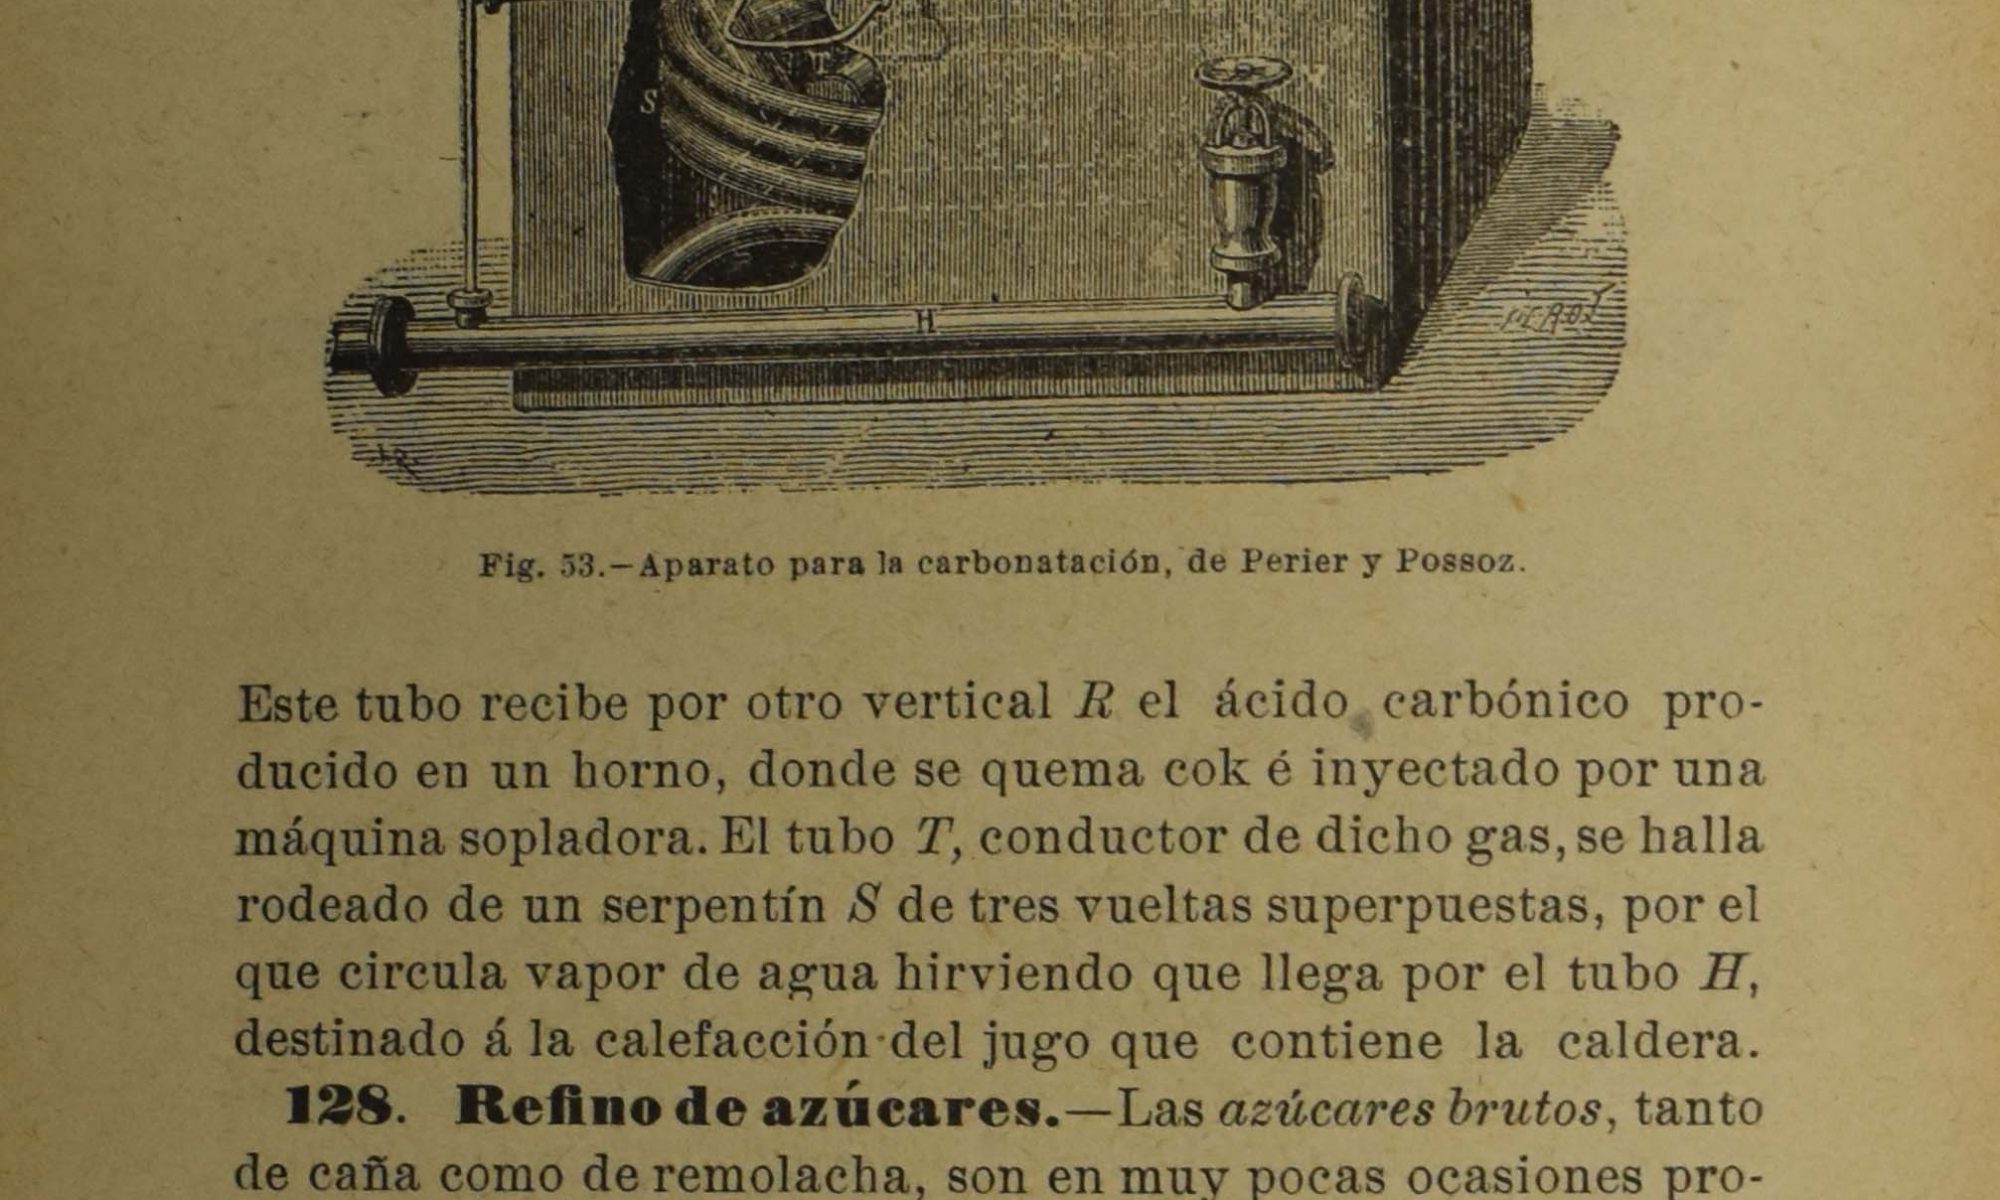 T
S
H
Fig. 53.—Aparato para la carbonatación, de Perier y Possoz.
Este tubo recibe por otro vertical R el ácido carbónico pro-
ducido en un horno, donde se quema cok é inyectado por una
máquina sopladora. El tubo T, conductor de dicho gas, se halla
rodeado de un serpentín S de tres vueltas superpuestas, por el
que circula vapor de agua hirviendo que llega por el tubo H,
destinado á la calefacción del jugo que contiene la caldera.
128. Refino de azúcares.—Las azúcares brutos, tanto
de caña como de remolacha, son en muy pocas ocasiones pro-